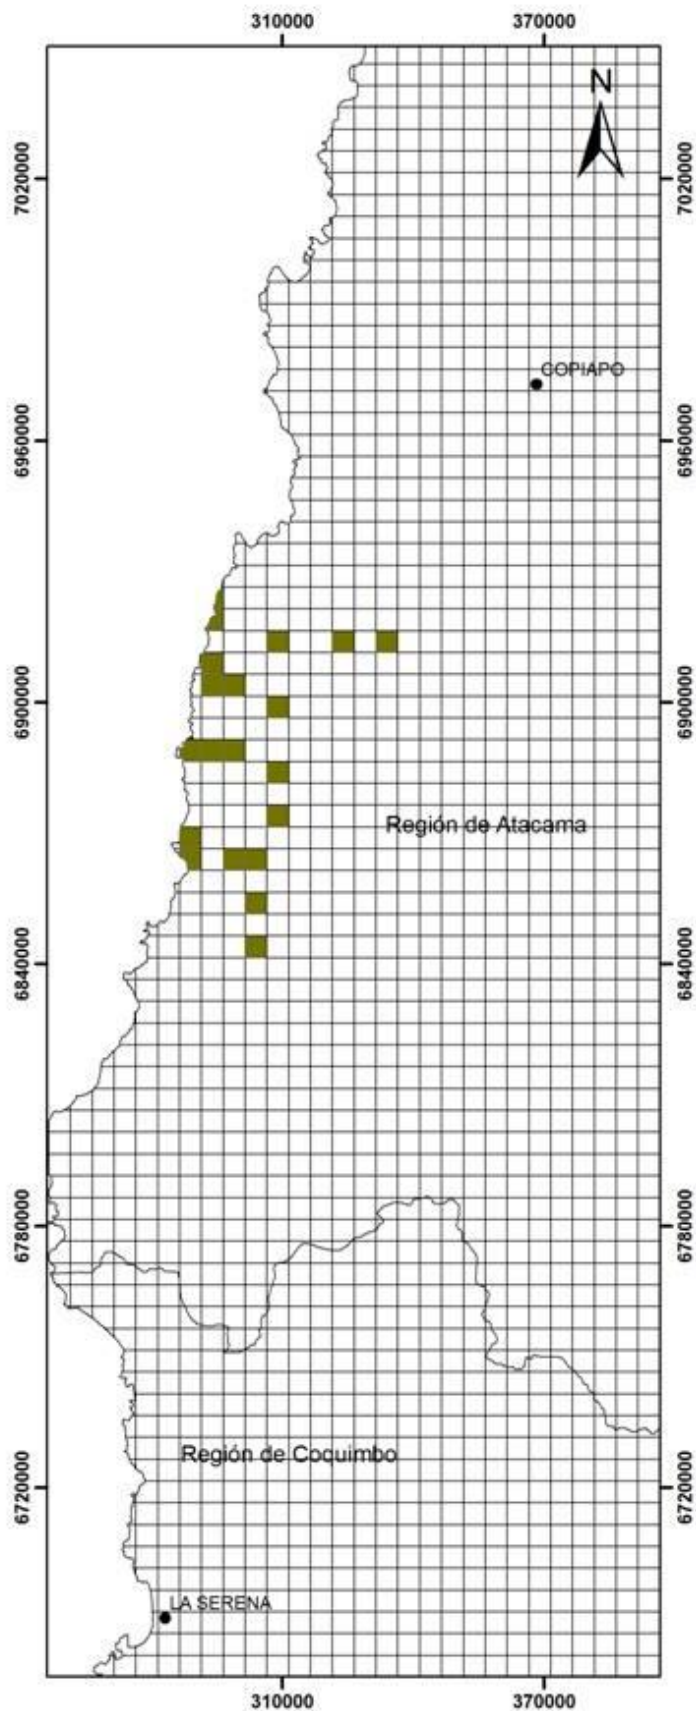 310000 370000
N
7020000 7020000
COPIAPO
6960000 6960000
6900000 6900000
Región de Atacama
6840000 6840000
6780000 6780000
Región de Coquimbo
6720000 6720000
LA SERENA
310000 370000